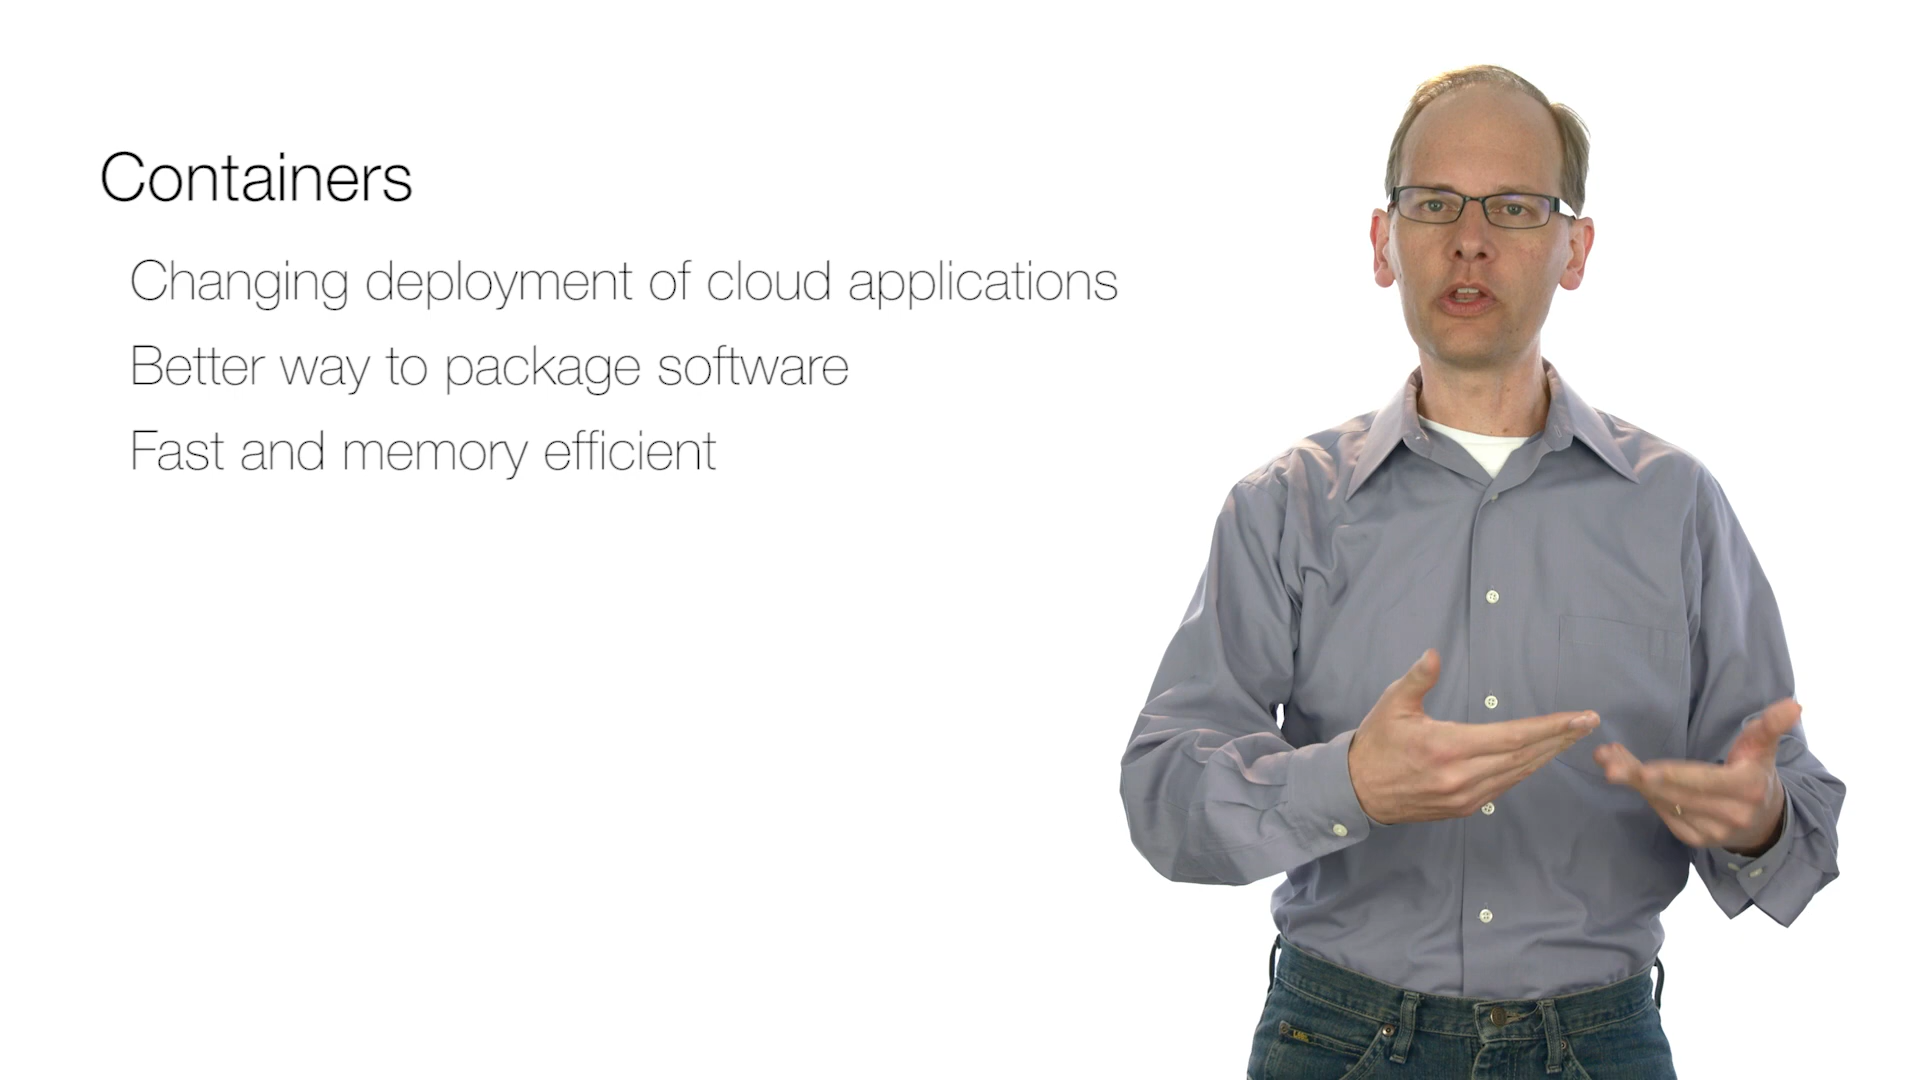 Containers
Changing deployment of cloud applications
Better way to package software
Fast and memory efficient